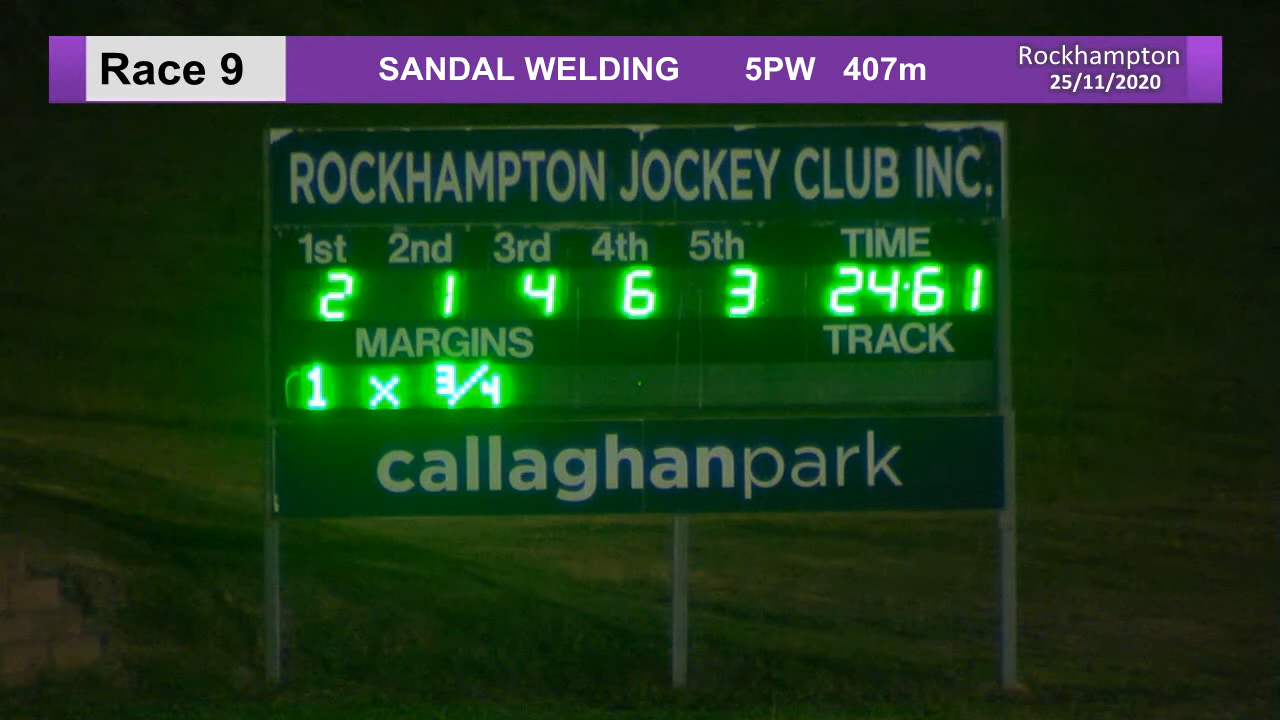 Race 9 SANDAL WELDING 5PW 407m Rockhampton
25/11/2020
ROCKHAMPTON JOCKEY CLUB INC.
1st 2nd 3rd 4th 5th TIME
2 1 4 6 3 24.61
MARGINS TRACK
1 x 3/4
callaghanpark